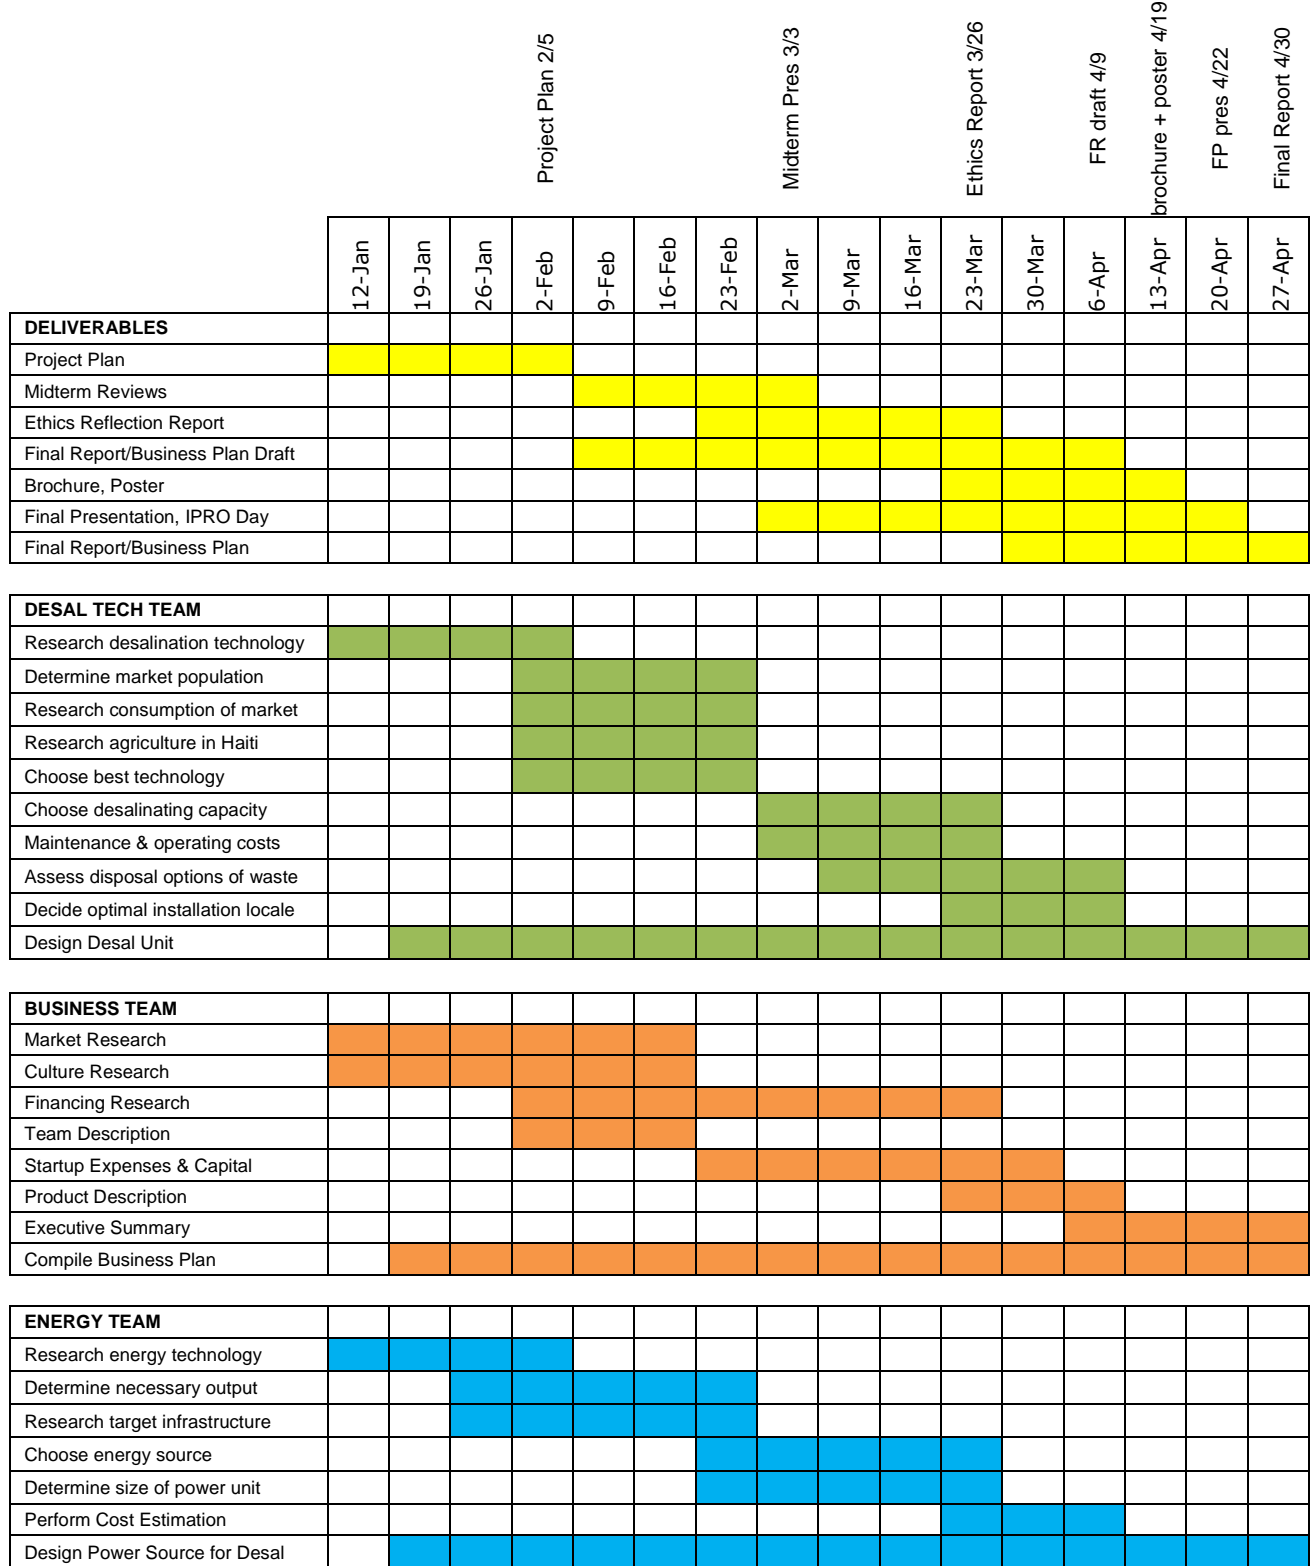 Project Plan 2/5
Midterm Pres 3/3
Ethics Report 3/26
FR draft 4/9
brochure + poster 4/19
FP pres 4/22
Final Report 4/30
12-Jan
19-Jan
26-Jan
2-Feb
9-Feb
16-Feb
23-Feb
2-Mar
9-Mar
16-Mar
23-Mar
30-Mar
6-Apr
13-Apr
20-Apr
27-Apr
DELIVERABLES
Project Plan
Midterm Reviews
Ethics Reflection Report
Final Report/Business Plan Draft
Brochure, Poster
Final Presentation, IPRO Day
Final Report/Business Plan
DESAL TECH TEAM
Research desalination technology
Determine market population
Research consumption of market
Research agriculture in Haiti
Choose best technology
Choose desalinating capacity
Maintenance & operating costs
Assess disposal options of waste
Decide optimal installation locale
Design Desal Unit
BUSINESS TEAM
Market Research
Culture Research
Financing Research
Team Description
Startup Expenses & Capital
Product Description
Executive Summary
Compile Business Plan
ENERGY TEAM
Research energy technology
Determine necessary output
Research target infrastructure
Choose energy source
Determine size of power unit
Perform Cost Estimation
Design Power Source for Desal